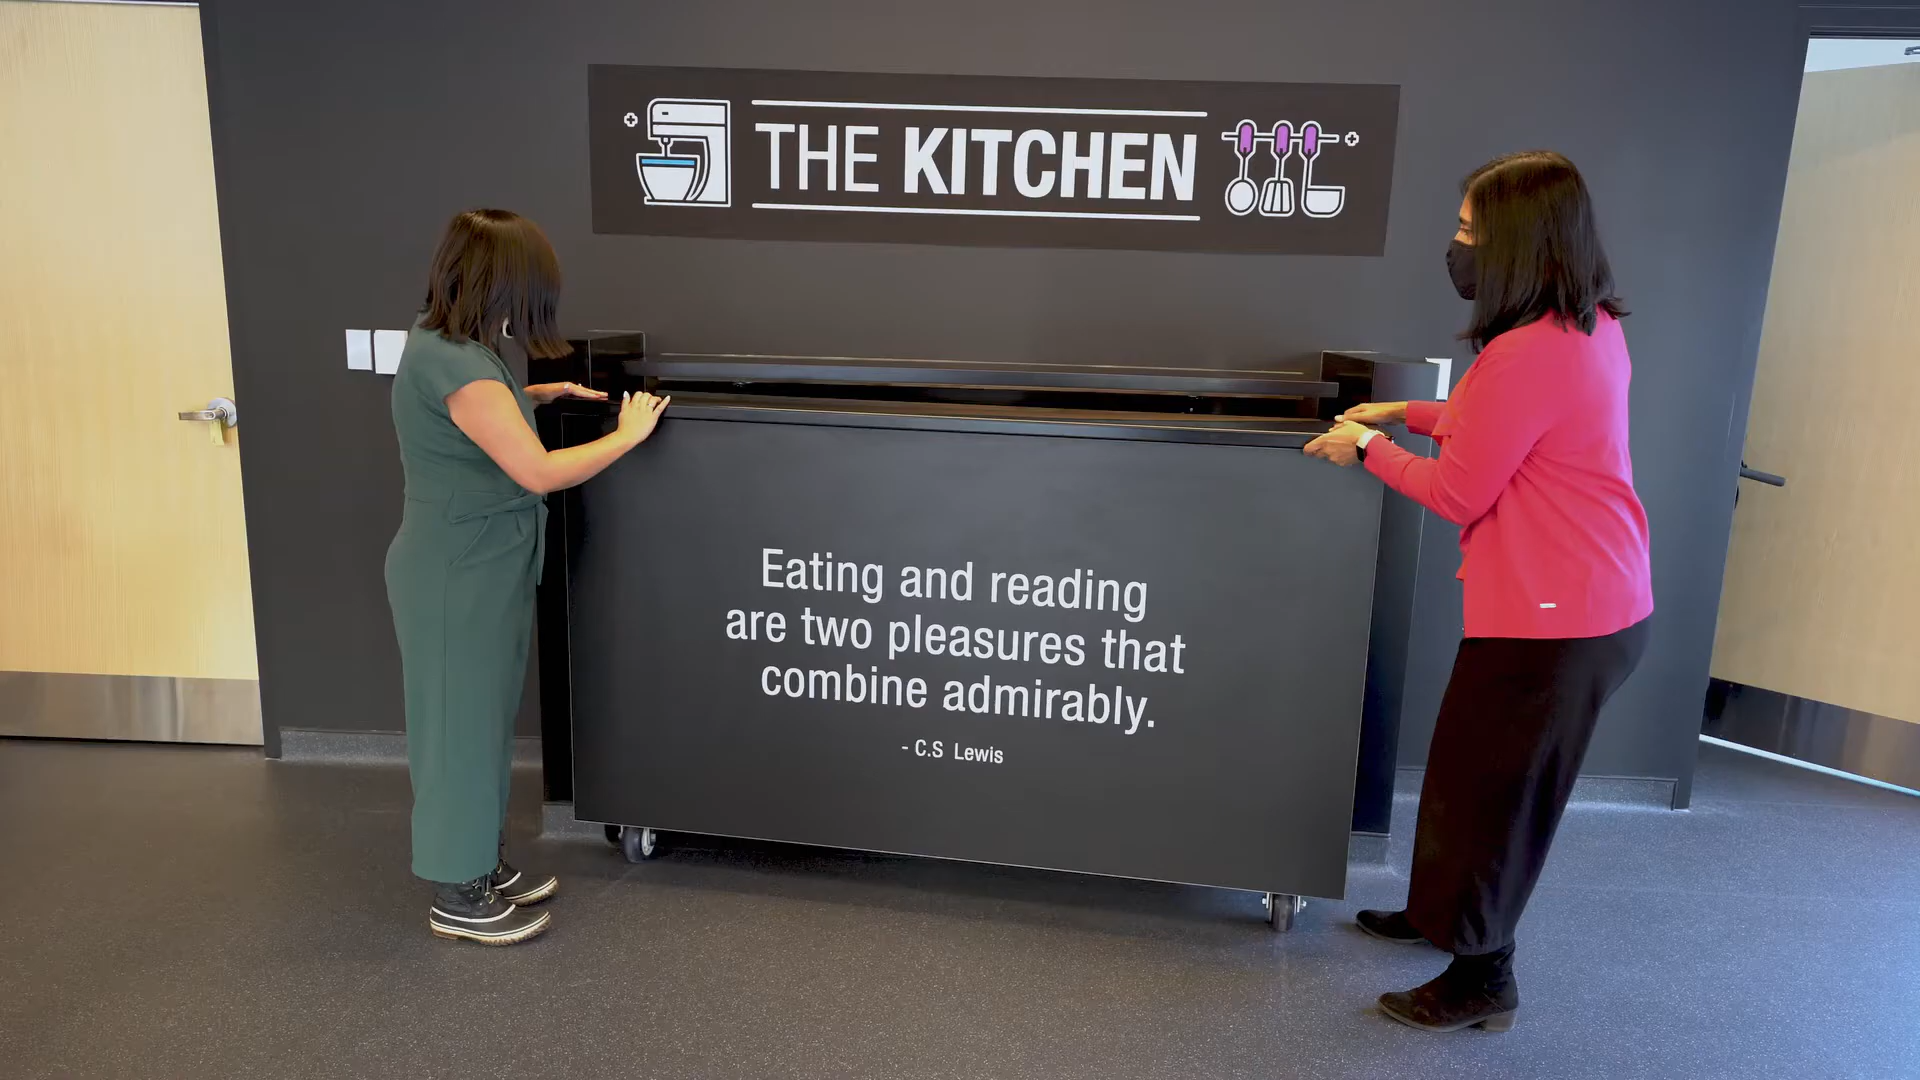 THE KITCHEN
Eating and reading
are two pleasures that
combine admirably.
- C.S Lewis